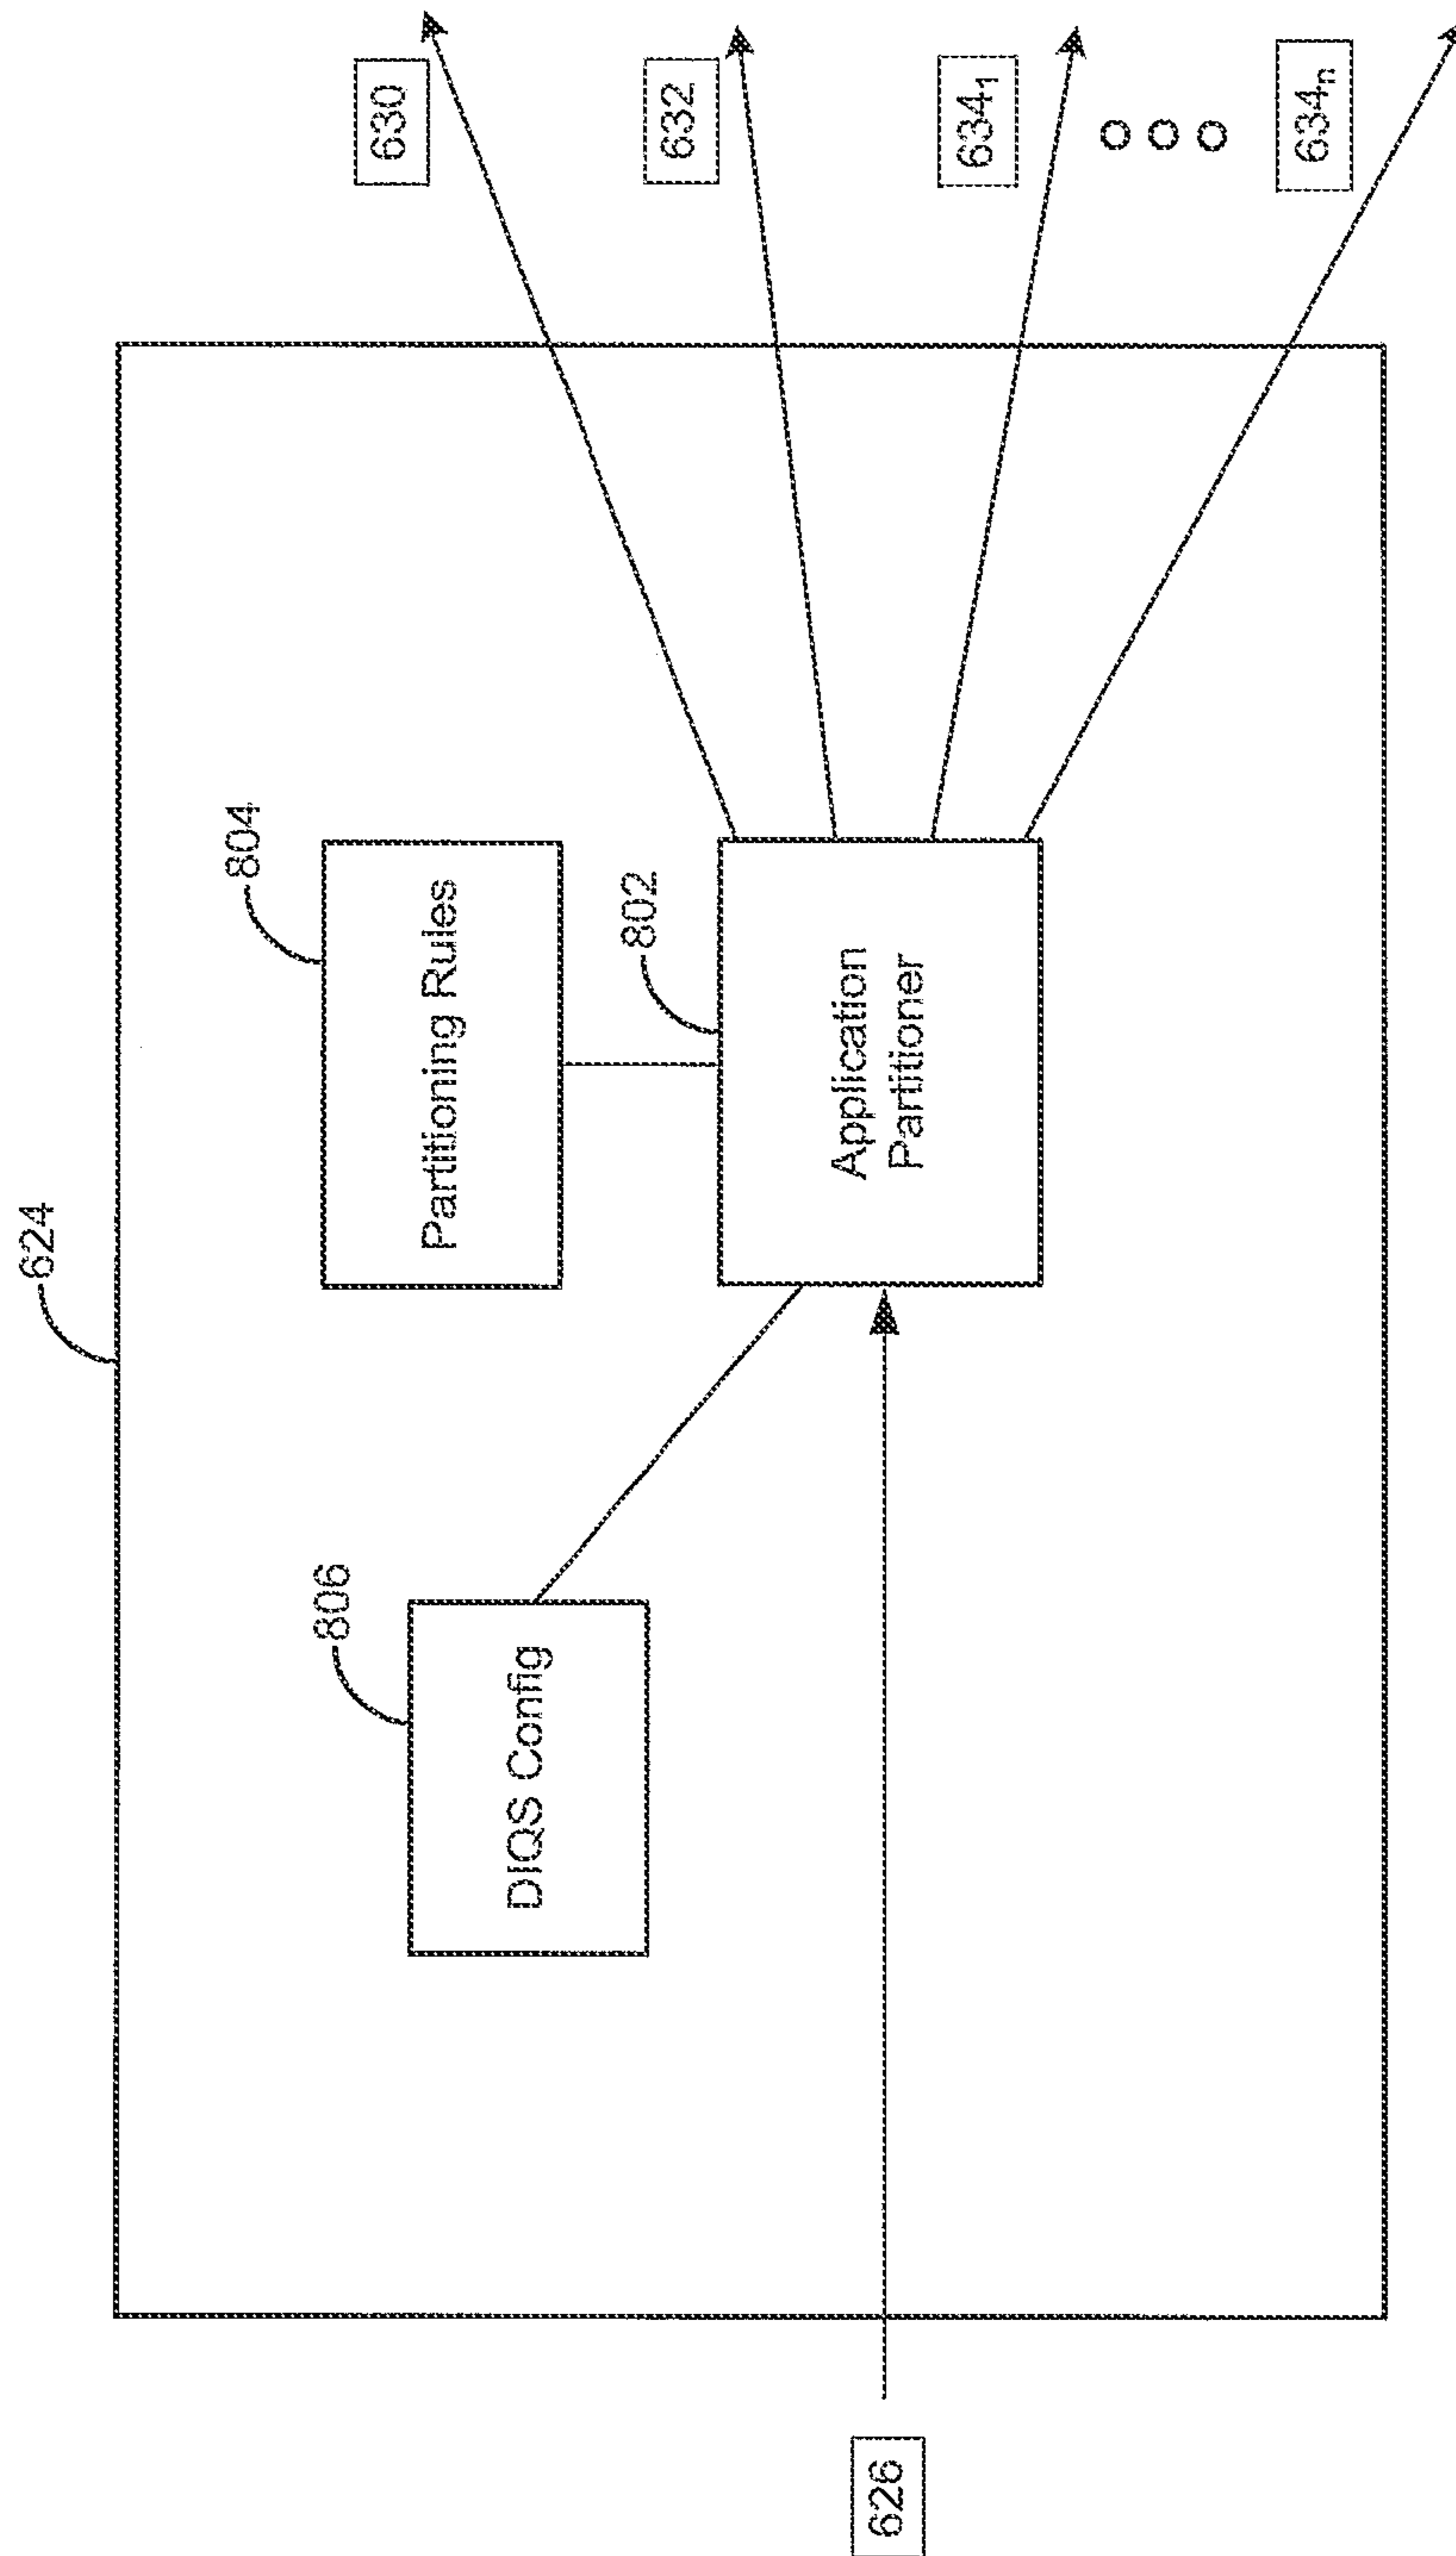 624
804
Partitioning Rules
806
DIQS Config
802
Application
Partitioner
626
630
632
634₁
634ₙ